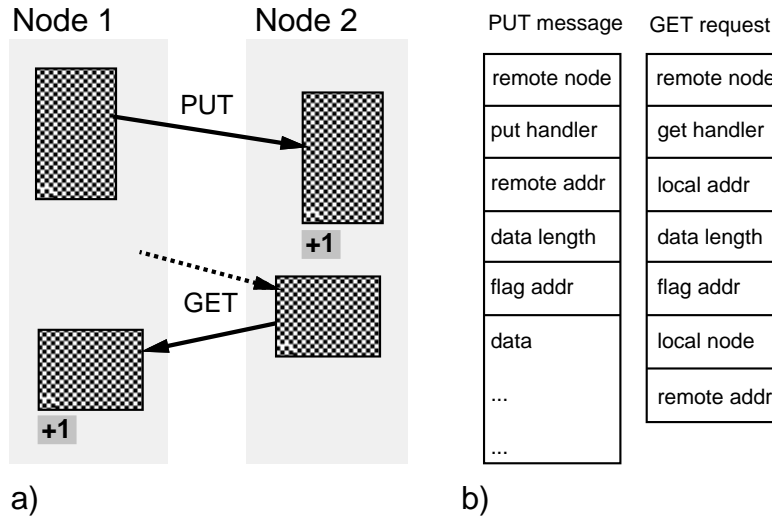 Node 1
Node 2
PUT
+1
GET
+1
a)
PUT message
remote node
put handler
remote addr
data length
flag addr
data
...
...
GET request
remote node
get handler
local addr
data length
flag addr
local node
remote addr
b)